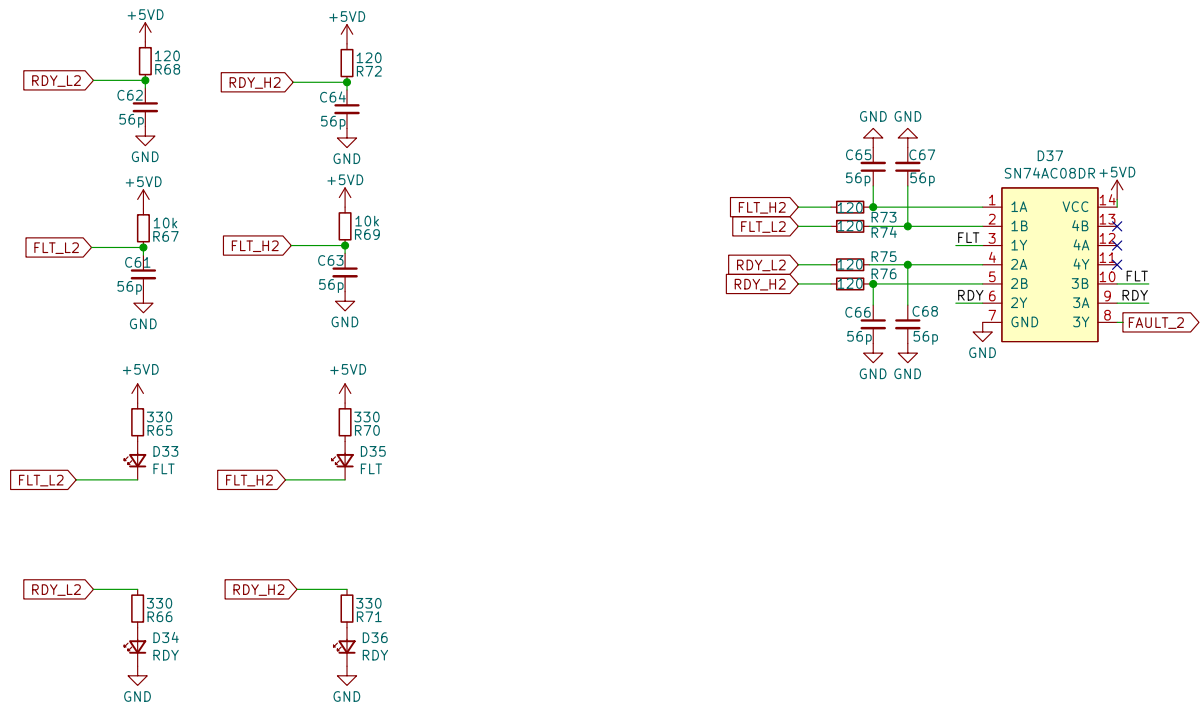 +5VD
120
R68
RDY_L2
C62
56p
GND
+5VD
120
R72
RDY_H2
C64
56p
GND
+5VD
10k
R67
FLT_L2
C61
56p
GND
+5VD
10k
R69
FLT_H2
C63
56p
GND
+5VD
330
R65
D33
FLT
FLT_L2
+5VD
330
R70
D35
FLT
FLT_H2
RDY_L2
330
R66
D34
RDY
GND
RDY_H2
330
R71
D36
RDY
GND
GND GND
C65 C67
56p 56p
D37
SN74AC08DR
+5VD
FLT_H2 120 R73 1 1A VCC 14
FLT_L2 120 R74 2 1B 4B 13
FLT 3 1Y 4A 12
RDY_L2 120 R75 4 2A 4Y 11
RDY_H2 120 R76 5 2B 3B 10 FLT
RDY 6 2Y 3A 9 RDY
7 GND 3Y 8 FAULT_2
GND
C66 C68
56p 56p
GND GND